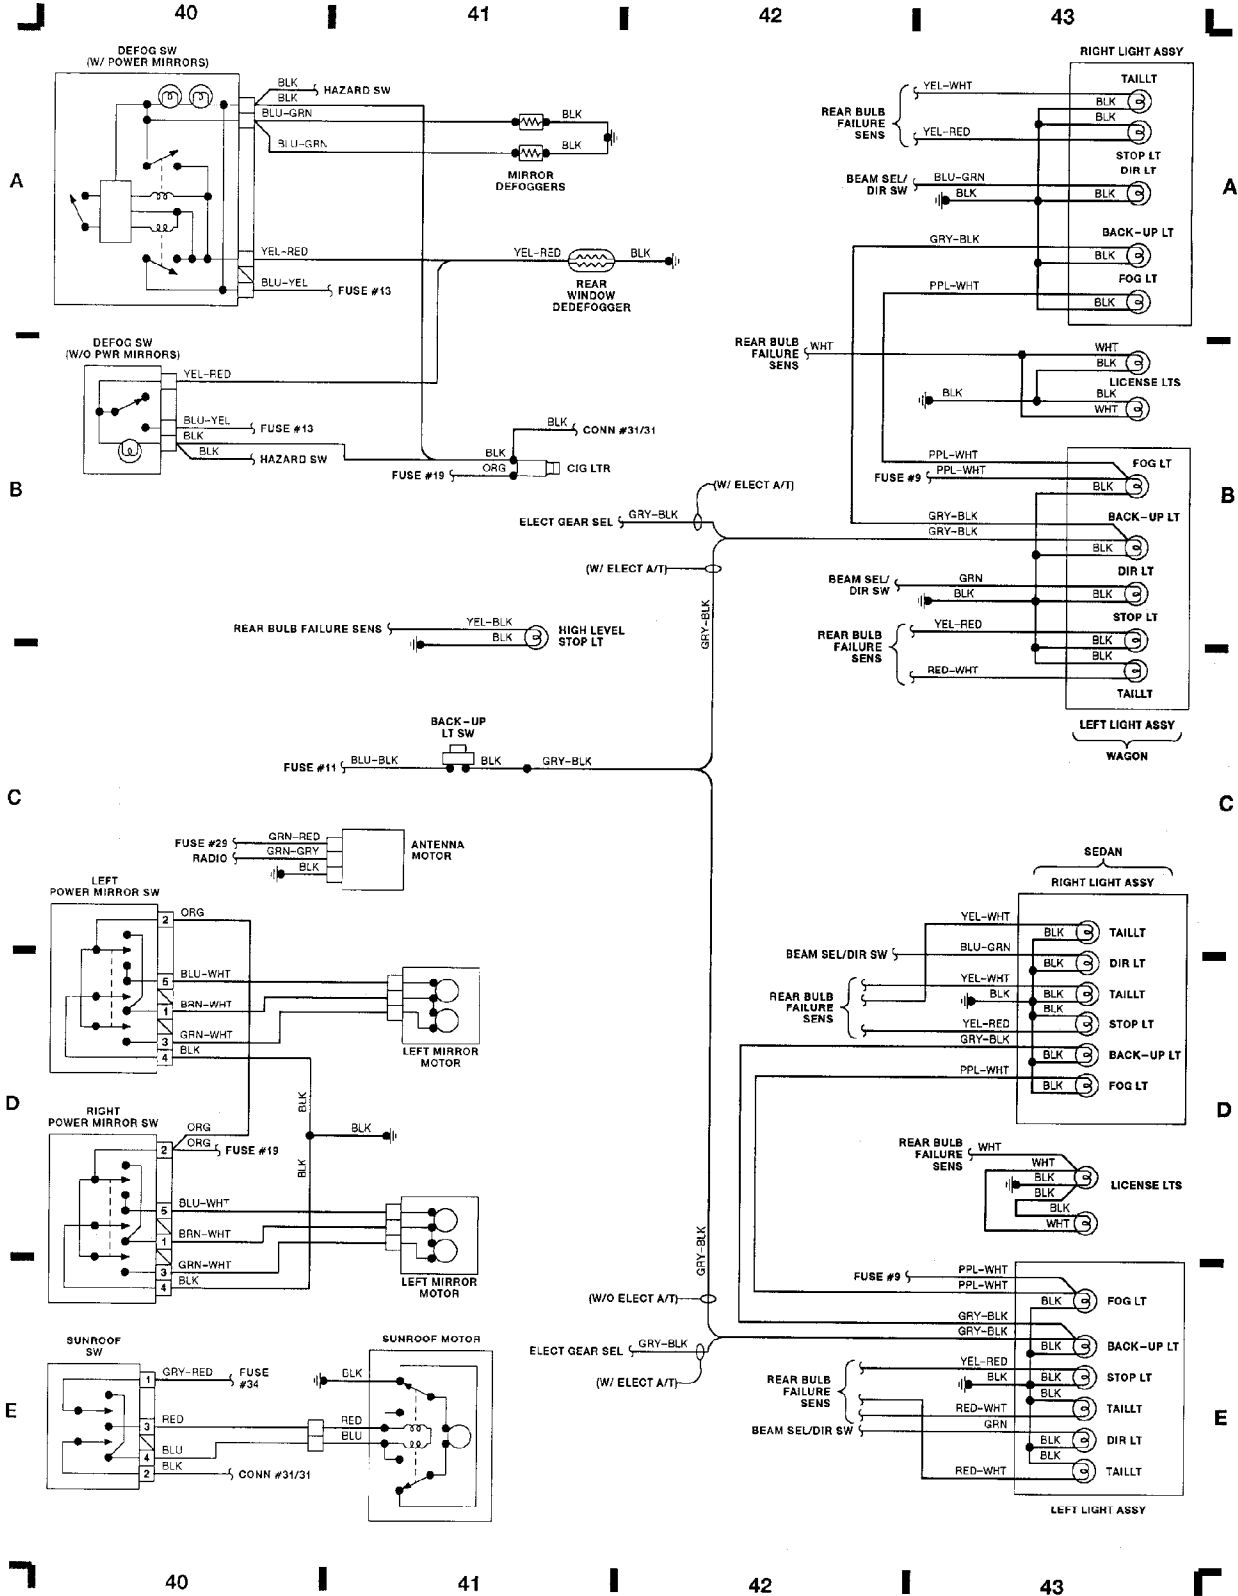 40 41 42 43
DEFOG SW
(W/ POWER MIRRORS)
BLK
HAZARD SW
BLK
BLU-GRN
BLK
BLU-GRN
BLK
MIRROR
DEFOGGERS
A
YEL-RED
YEL-RED
BLK
BLU-YEL
FUSE #13
REAR
WINDOW
DEDEFOGGER
DEFOG SW
(W/O PWR MIRRORS)
YEL-RED
BLU-YEL
FUSE #13
BLK
BLK
HAZARD SW
BLK
CONN #31/31
BLK
ORG
CIG LTR
FUSE #19
B
RIGHT LIGHT ASSY
YEL-WHT
TAILLT
BLK
REAR BULB
FAILURE
SENS
BLK
YEL-RED
STOP LT
DIR LT
BEAM SEL/
DIR SW
BLU-GRN
BLK
BLK
A
BACK-UP LT
GRY-BLK
BLK
FOG LT
PPL-WHT
BLK
REAR BULB
FAILURE
SENS
WHT
WHT
BLK
LICENSE LTS
BLK
BLK
WHT
PPL-WHT
FOG LT
FUSE #9
PPL-WHT
BLK
B
(W/ ELECT A/T)
ELECT GEAR SEL
GRY-BLK
GRY-BLK
BACK-UP LT
GRY-BLK
BLK
(W/ ELECT A/T)
DIR LT
BEAM SEL/
DIR SW
GRN
BLK
BLK
STOP LT
REAR BULB
FAILURE
SENS
YEL-RED
BLK
BLK
RED-WHT
TAILLT
LEFT LIGHT ASSY
WAGON
GRY-BLK
REAR BULB FAILURE SENS
YEL-BLK
BLK
HIGH LEVEL
STOP LT
BACK-UP
LT SW
FUSE #11
BLU-BLK
BLK
GRY-BLK
C
C
FUSE #29
GRN-RED
RADIO
GRN-GRY
BLK
ANTENNA
MOTOR
LEFT
POWER MIRROR SW
2
ORG
5
BLU-WHT
1
BRN-WHT
3
GRN-WHT
4
BLK
LEFT MIRROR
MOTOR
D
BLK
BLK
BLK
RIGHT
POWER MIRROR SW
ORG
2
ORG
FUSE #19
5
BLU-WHT
1
BRN-WHT
3
GRN-WHT
4
BLK
LEFT MIRROR
MOTOR
SUNROOF
SW
1
GRY-RED
FUSE
#34
3
RED
4
BLU
2
BLK
CONN #31/31
SUNROOF MOTOR
BLK
RED
BLU
E
SEDAN
RIGHT LIGHT ASSY
YEL-WHT
BLK
TAILLT
BEAM SEL/DIR SW
BLU-GRN
BLK
DIR LT
REAR BULB
FAILURE
SENS
YEL-WHT
BLK
BLK
TAILLT
BLK
YEL-RED
STOP LT
GRY-BLK
BLK
BACK-UP LT
PPL-WHT
BLK
FOG LT
D
REAR BULB
FAILURE
SENS
WHT
WHT
BLK
LICENSE LTS
BLK
BLK
WHT
GRY-BLK
FUSE #9
PPL-WHT
PPL-WHT
BLK
FOG LT
(W/O ELECT A/T)
GRY-BLK
GRY-BLK
BACK-UP LT
ELECT GEAR SEL
GRY-BLK
BLK
(W/ ELECT A/T)
REAR BULB
FAILURE
SENS
YEL-RED
BLK
BLK
STOP LT
BLK
RED-WHT
TAILLT
BEAM SEL/DIR SW
GRN
BLK
DIR LT
BLK
RED-WHT
TAILLT
E
LEFT LIGHT ASSY
40 41 42 43